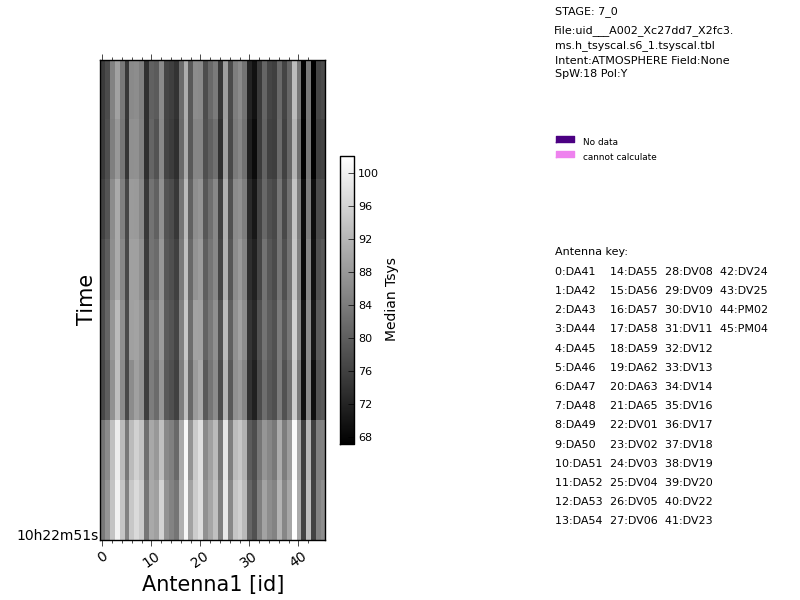 STAGE: 7_0
File:uid___A002_Xc27dd7_X2fc3.
ms.h_tsyscal.s6_1.tsyscal.tbl
Intent:ATMOSPHERE Field:None
SpW:18 Pol:Y
No data
cannot calculate
100
96
92
88
84
80
76
72
68
Median Tsys
Time
10h22m51s
0 10 20 30 40
Antenna1 [id]
Antenna key:
0:DA41 14:DA55 28:DV08 42:DV24
1:DA42 15:DA56 29:DV09 43:DV25
2:DA43 16:DA57 30:DV10 44:PM02
3:DA44 17:DA58 31:DV11 45:PM04
4:DA45 18:DA59 32:DV12
5:DA46 19:DA62 33:DV13
6:DA47 20:DA63 34:DV14
7:DA48 21:DA65 35:DV16
8:DA49 22:DV01 36:DV17
9:DA50 23:DV02 37:DV18
10:DA51 24:DV03 38:DV19
11:DA52 25:DV04 39:DV20
12:DA53 26:DV05 40:DV22
13:DA54 27:DV06 41:DV23